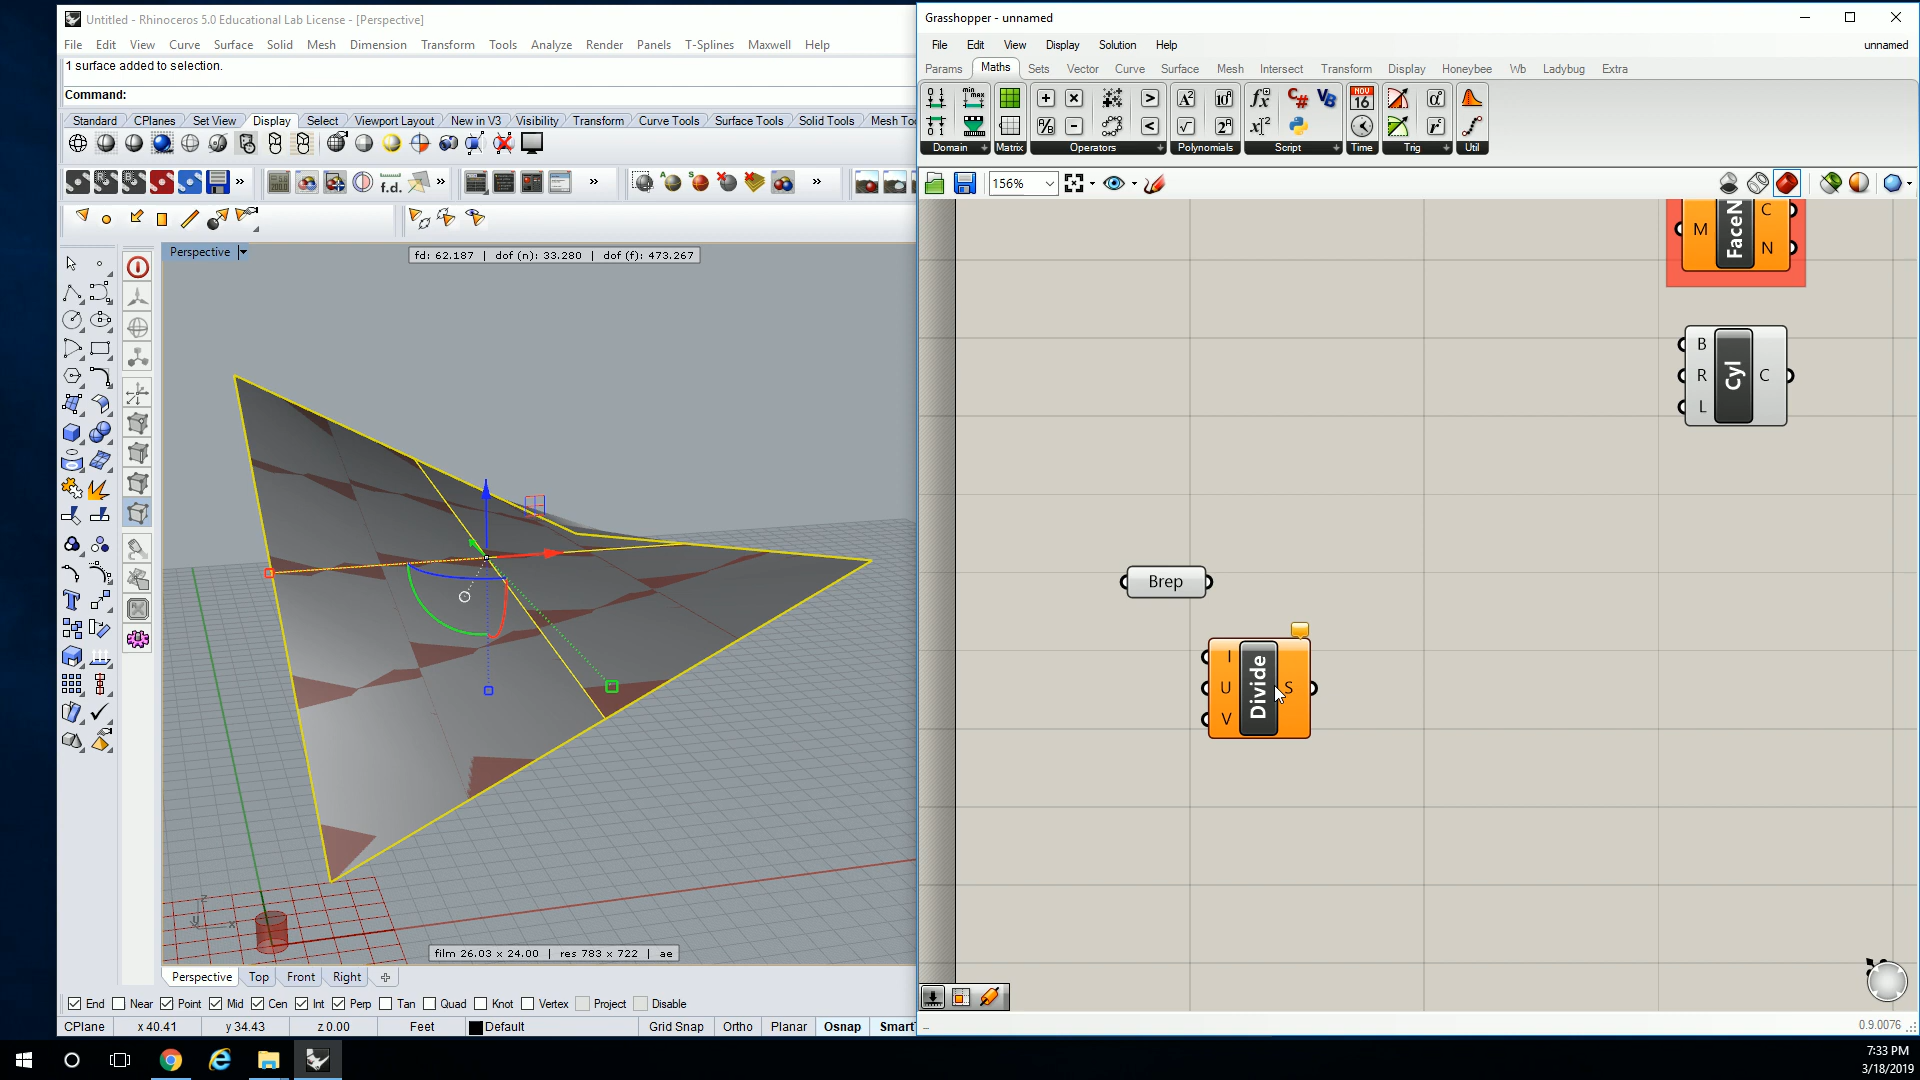 Untitled - Rhinoceros 5.0 Educational Lab License - [Perspective]
File Edit View Curve Surface Solid Mesh Dimension Transform Tools Analyze Render Panels T-Splines Maxwell Help
1 surface added to selection.
Command:
Standard CPlanes Set View Display Select Viewport Layout New in V3 Visibility Transform Curve Tools Surface Tools Solid Tools Mesh Too
f.d.
Perspective
fd: 62.187 | dof (n): 33.280 | dof (f): 473.267
z
y
x
film 26.03 x 24.00 | res 783 x 722 | ae
Perspective Top Front Right
End Near Point Mid Cen Int Perp Tan Quad Knot Vertex Project Disable
CPlane x 40.41 y 34.43 z 0.00 Feet Default Grid Snap Ortho Planar Osnap SmartT
Grasshopper - unnamed
File Edit View Display Solution Help unnamed
Params Maths Sets Vector Curve Surface Mesh Intersect Transform Display Honeybee Wb Ladybug Extra
Domain Matrix Operators Polynomials Script Time Trig Util
156%
M FaceN C N
B R L Cyl C
Brep
I U V Divide S
0.9.0076
7:33 PM
3/18/2019